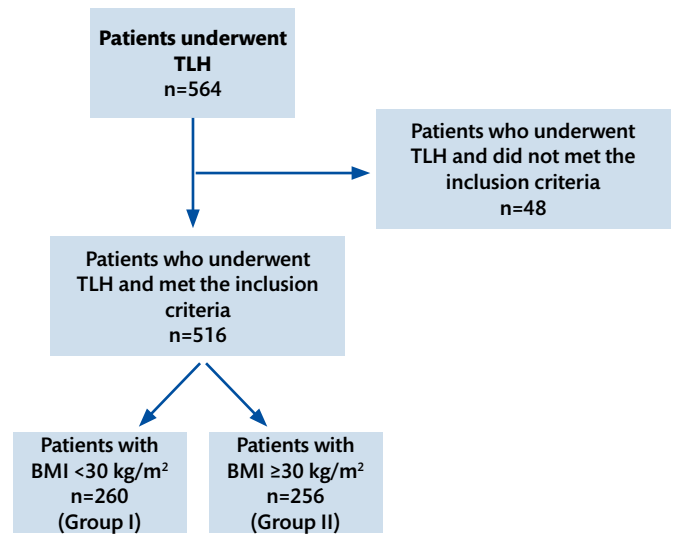 Patients underwent
TLH
n=564
Patients who underwent
TLH and did not met the
inclusion criteria
n=48
Patients who underwent
TLH and met the inclusion
criteria
n=516
Patients with
BMI <30 kg/m²
n=260
(Group I)
Patients with
BMI ≥30 kg/m²
n=256
(Group II)